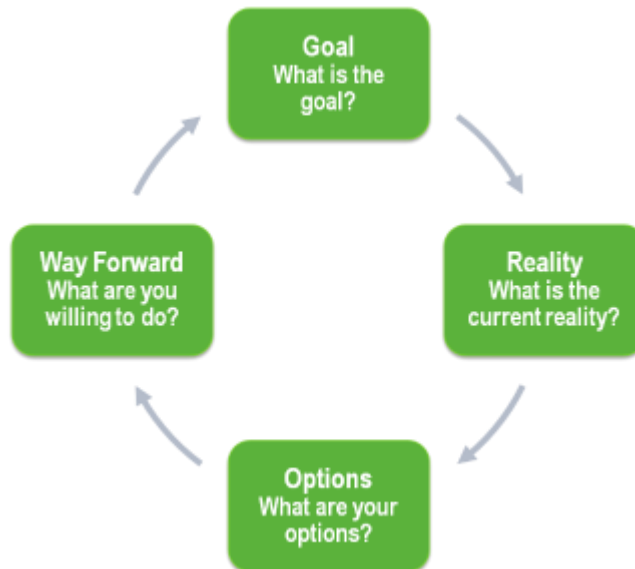 Goal
What is the
goal?
Reality
What is the
current reality?
Options
What are your
options?
Way Forward
What are you
willing to do?